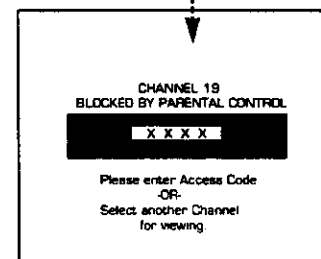 CHANNEL 19
BLOCKED BY PARENTAL CONTROL
X X X X
Please enter Access Code
-OR-
Select another Channel
for viewing.